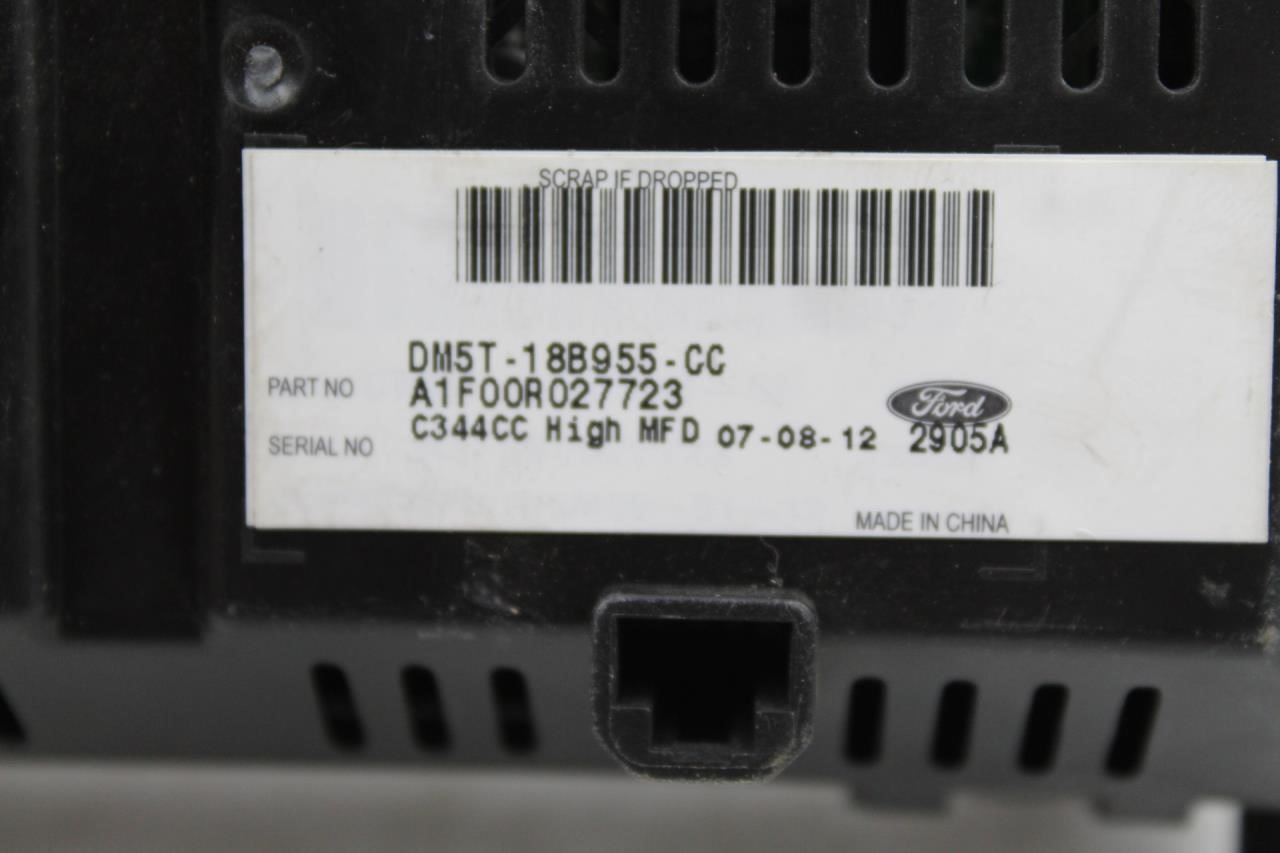 SCRAP IF DROPPED
DM5T-18B955-CC
PART NO A1F00R027723
Ford
SERIAL NO C344CC High MFD 07-08-12 2905A
MADE IN CHINA